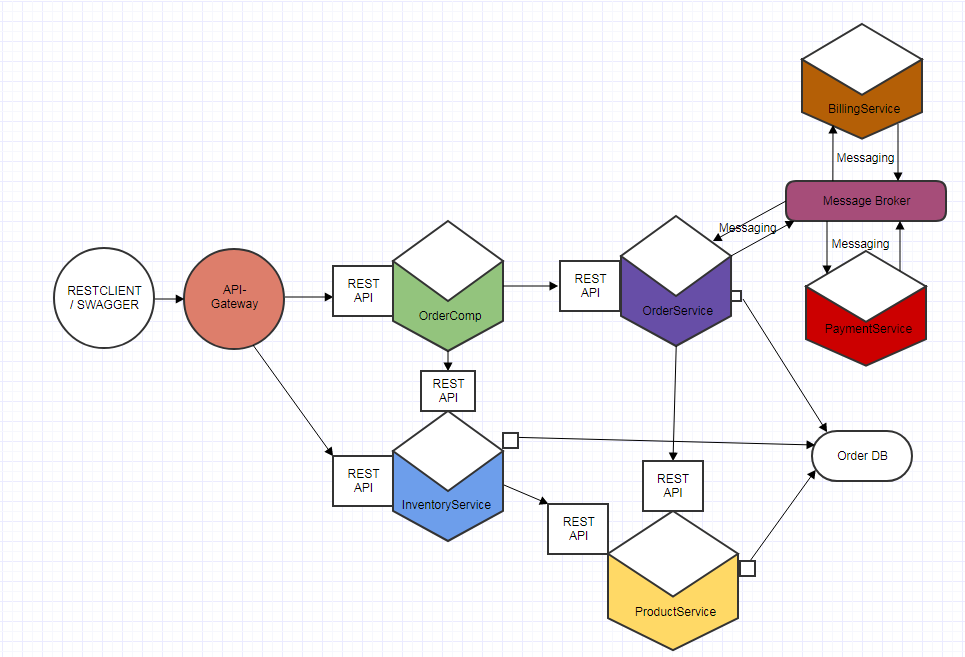 BillingService
Messaging
Message Broker
Messaging
Messaging
RESTCLIENT
/ SWAGGER
API-
Gateway
REST
API
OrderComp
REST
API
OrderService
PaymentService
REST
API
REST
API
InventoryService
REST
API
REST
API
ProductService
Order DB